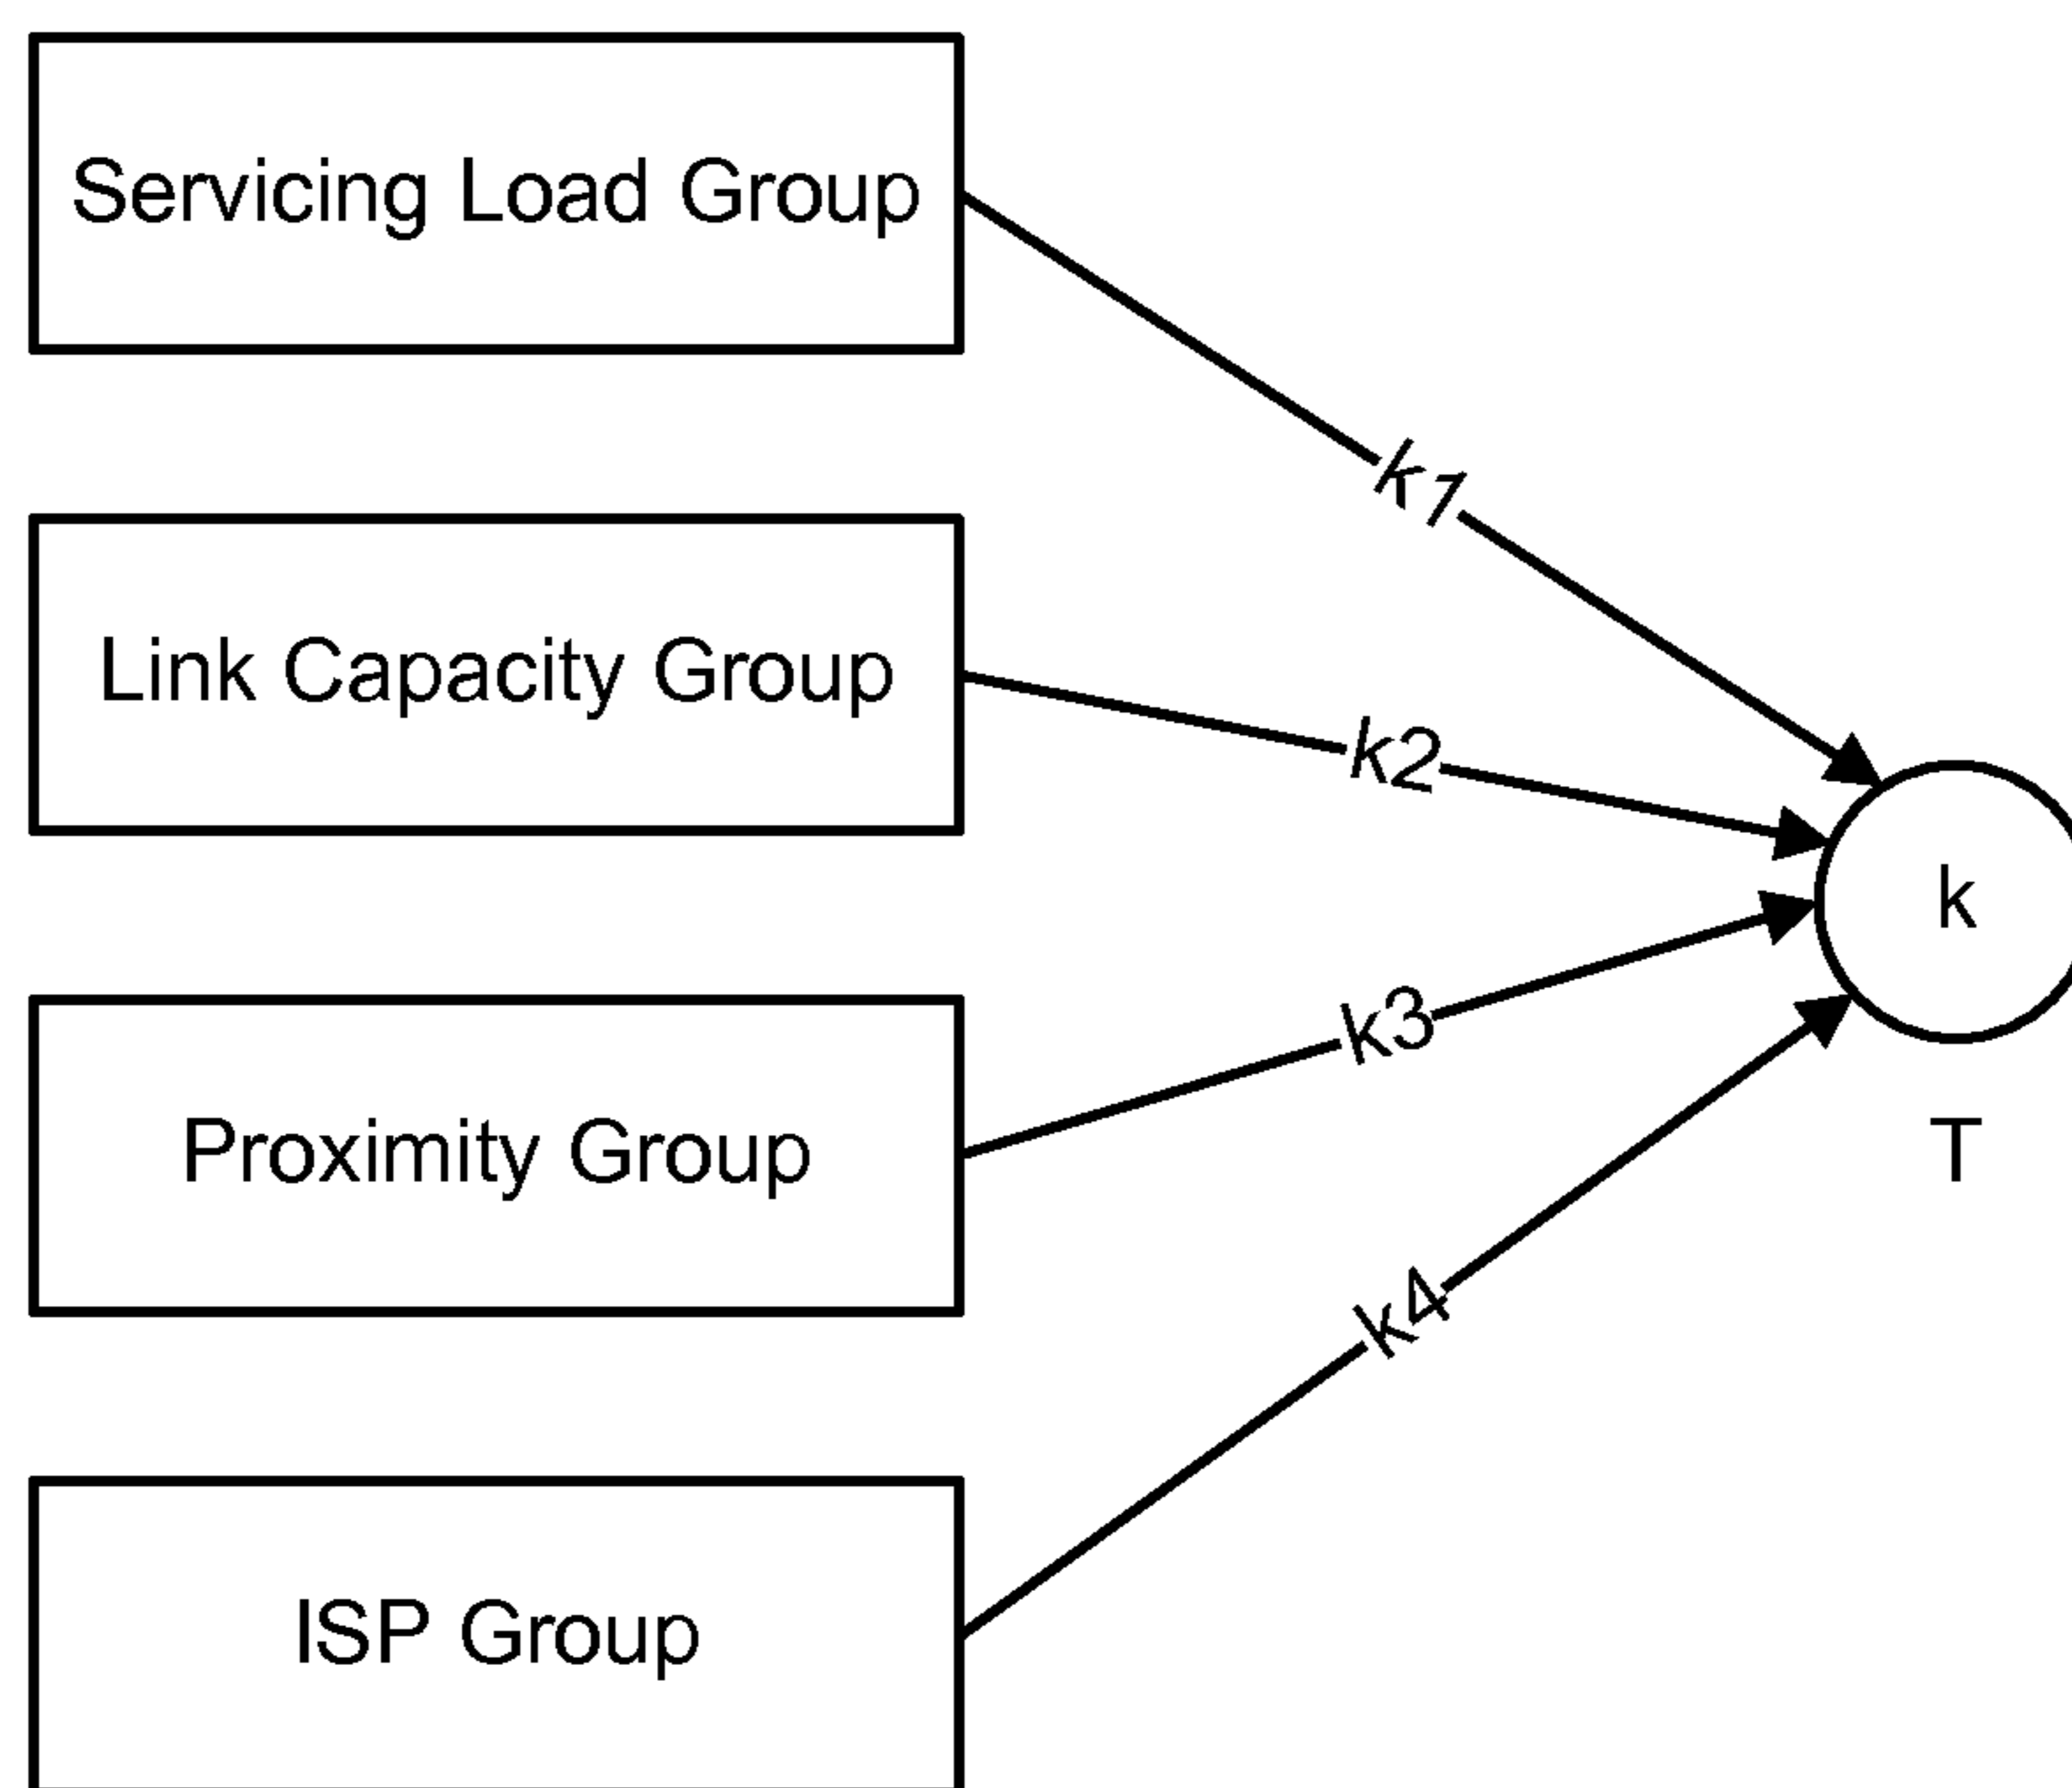 Servicing Load Group
k1
Link Capacity Group
k2
k
k3
Proximity Group
T
k4
ISP Group